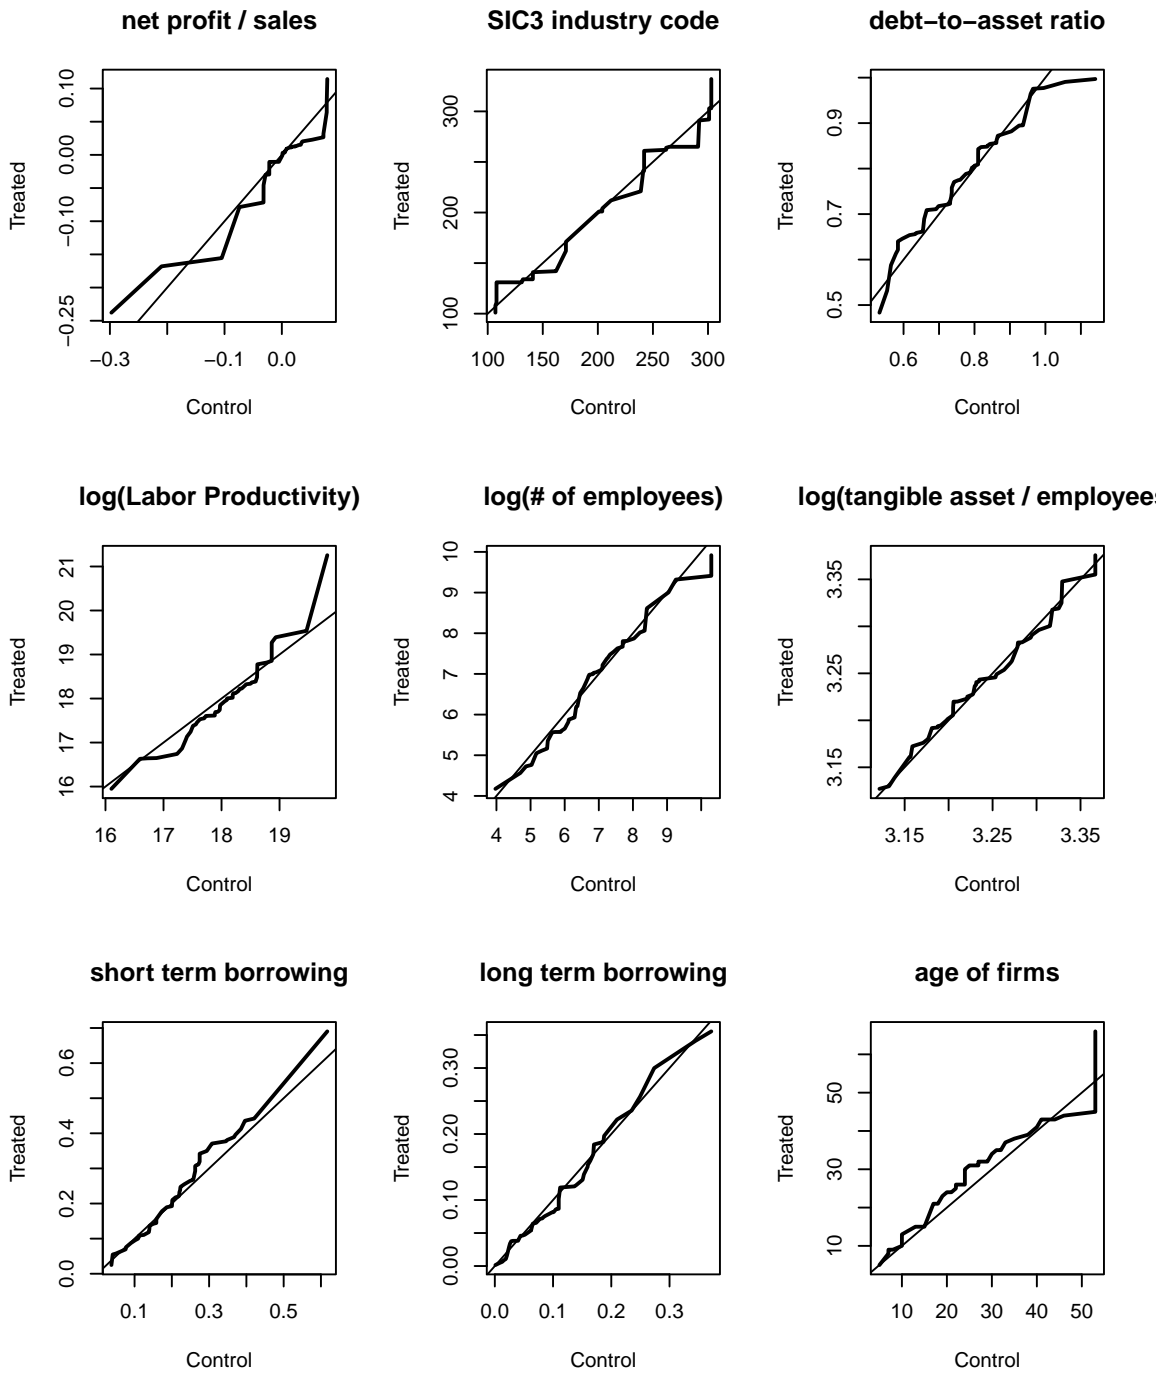 net profit / sales
Treated
0.10
0.00
−0.10
−0.25
−0.3
−0.1
0.0
Control
SIC3 industry code
Treated
300
200
100
100
150
200
250
300
Control
debt−to−asset ratio
Treated
0.9
0.7
0.5
0.6
0.8
1.0
Control
log(Labor Productivity)
Treated
21
20
19
18
17
16
16
17
18
19
Control
log(# of employees)
Treated
10
9
8
7
6
5
4
4
5
6
7
8
9
Control
log(tangible asset / employees
Treated
3.35
3.25
3.15
3.15
3.25
3.35
Control
short term borrowing
Treated
0.6
0.4
0.2
0.0
0.1
0.3
0.5
Control
long term borrowing
Treated
0.30
0.20
0.10
0.00
0.0
0.1
0.2
0.3
Control
age of firms
Treated
50
30
10
10
20
30
40
50
Control